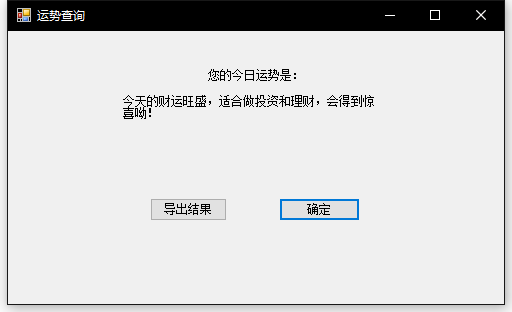 运势查询
您的今日运势是：
今天的财运旺盛，适合做投资和理财，会得到惊
喜呦！
导出结果
确定